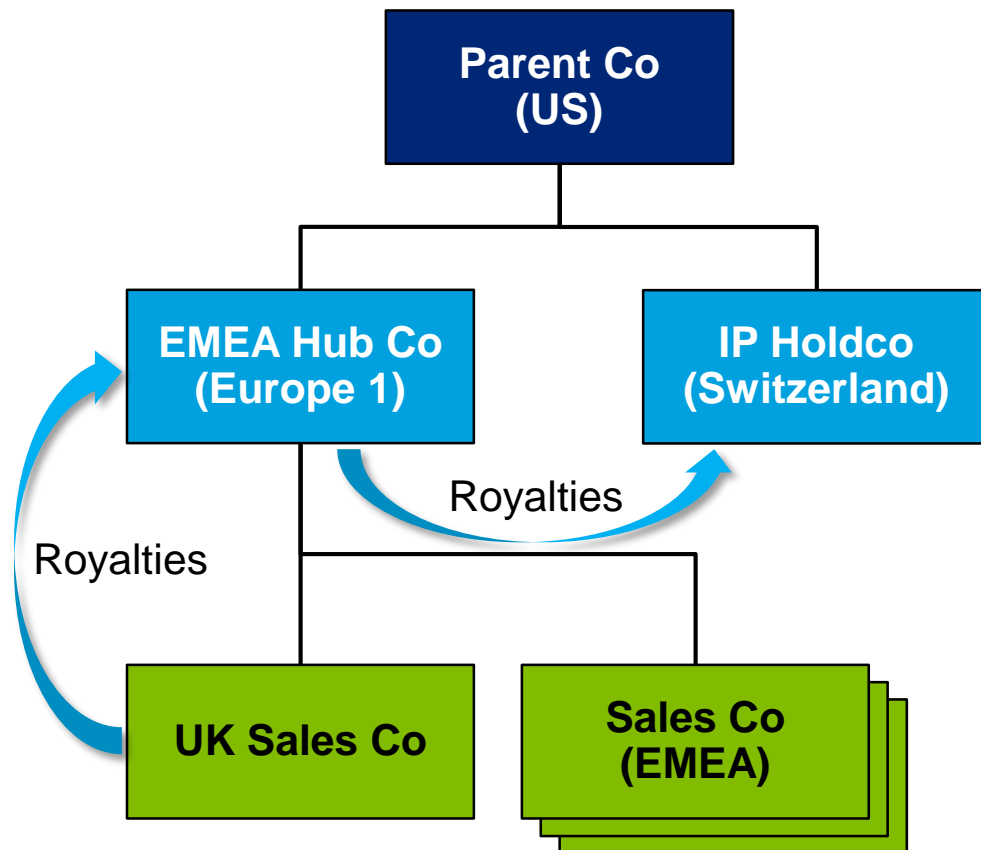 Parent Co
(US)
EMEA Hub Co
(Europe 1)
IP Holdco
(Switzerland)
Royalties
Royalties
UK Sales Co
Sales Co
(EMEA)